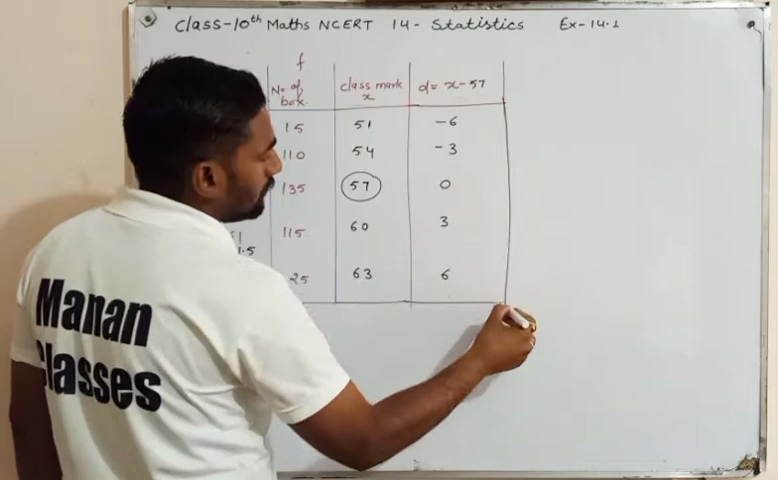 Class-10th Maths NCERT 14- Statistics Ex-14.1
f
No of box. class mark x d= x-57
15 51 -6
110 54 -3
135 57 0
115 60 3
25 63 6
Manan
Classes